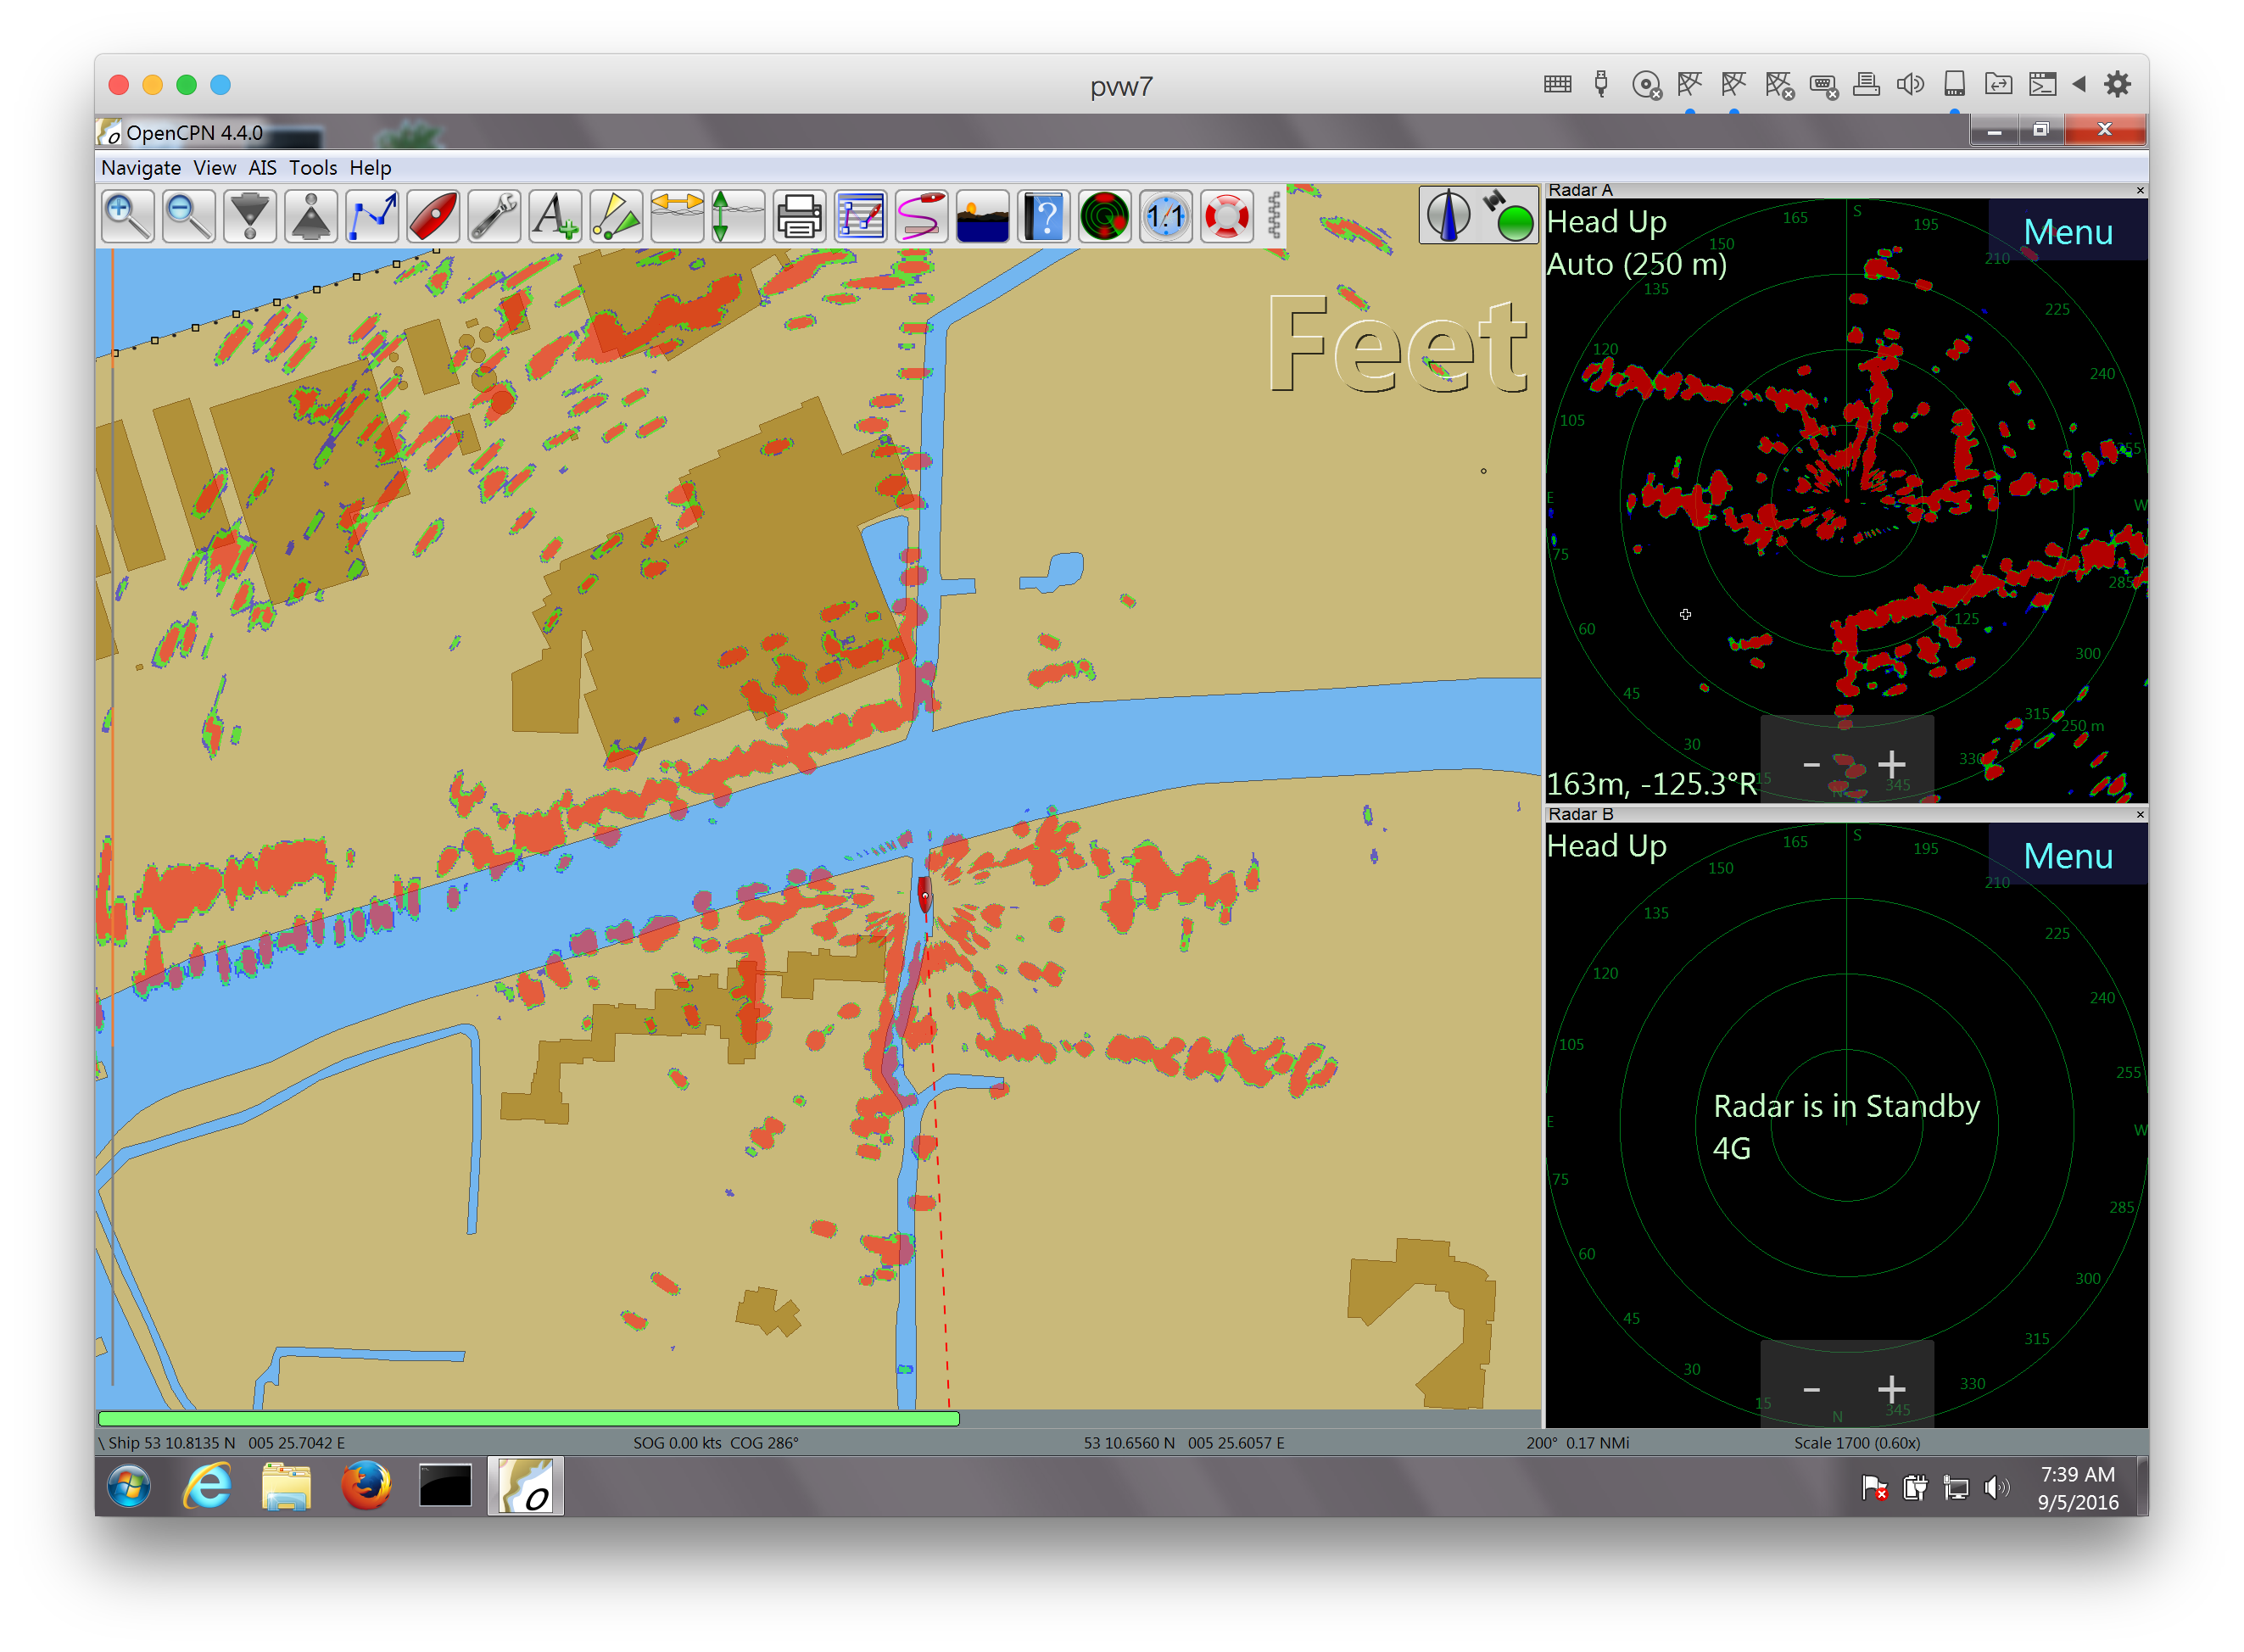 pvw7
OpenCPN 4.4.0
Navigate View AIS Tools Help
Feet
Radar A
Head Up
Auto (250 m)
Menu
165 S 195
150 210
135 225
120 240
105 255
E W
75 285
60 300
45 315
30 330
15 N 345
125
250 m
163m, -125.3°R
- +
Radar B
Head Up
Menu
165 S 195
150 210
135 225
120 240
105 255
E W
75 285
60 300
45 315
30 330
15 N 345
Radar is in Standby
4G
- +
\ Ship 53 10.8135 N 005 25.7042 E SOG 0.00 kts COG 286° 53 10.6560 N 005 25.6057 E 200° 0.17 NMi Scale 1700 (0.60x)
7:39 AM
9/5/2016